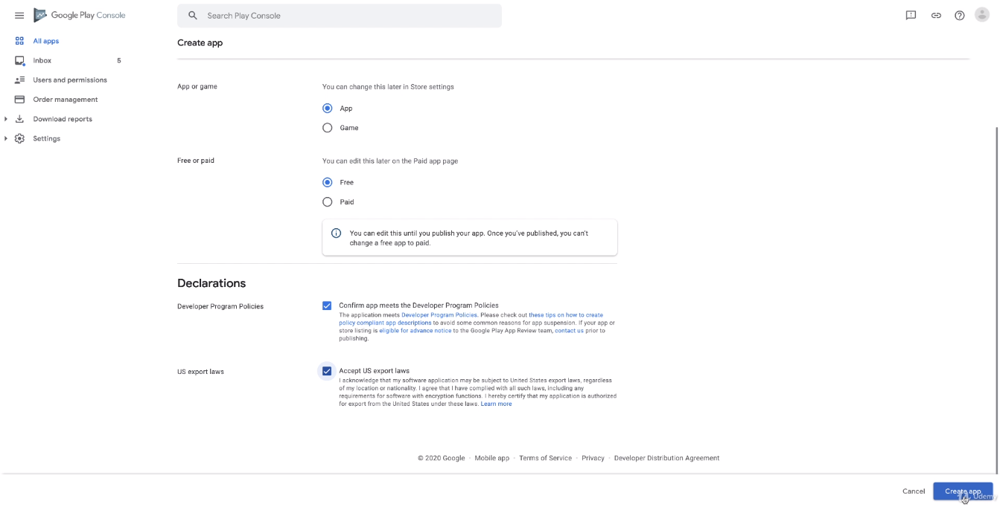 Google Play Console
Search Play Console
All apps
Inbox 5
Users and permissions
Order management
Download reports
Settings
Create app
App or game
You can change this later in Store settings
App
Game
Free or paid
You can edit this later on the Paid app page
Free
Paid
You can edit this until you publish your app. Once you've published, you can't
change a free app to paid.
Declarations
Developer Program Policies
Confirm app meets the Developer Program Policies
The application meets Developer Program Policies. Please check out these tips on how to create
policy compliant app descriptions to avoid some common reasons for app suspension. If your app or
store listing is eligible for advance notice to the Google Play App Review team, contact us prior to
publishing.
US export laws
Accept US export laws
I acknowledge that my software application may be subject to United States export laws, regardless
of my location or nationality. I agree that I have complied with all such laws, including any
requirements for software with encryption functions. I hereby certify that my application is authorized
for export from the United States under these laws. Learn more
© 2020 Google · Mobile app · Terms of Service · Privacy · Developer Distribution Agreement
Cancel
Create app
Udemy